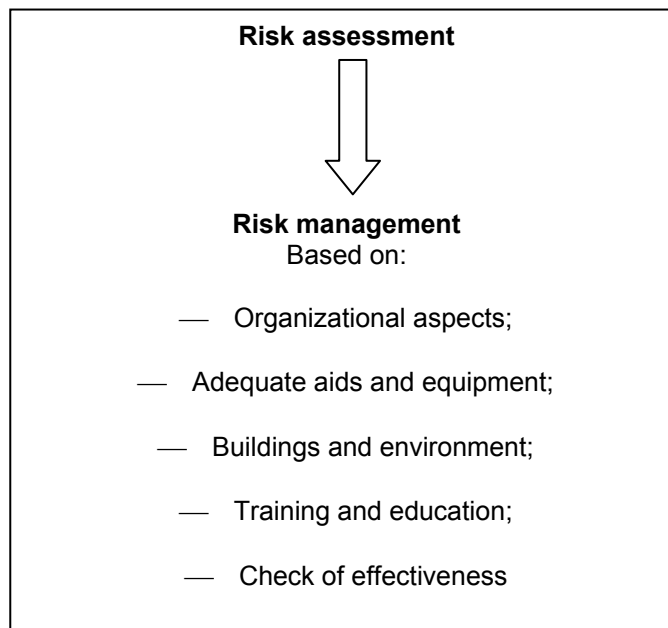 Risk assessment
Risk management
Based on:
— Organizational aspects;
— Adequate aids and equipment;
— Buildings and environment;
— Training and education;
— Check of effectiveness